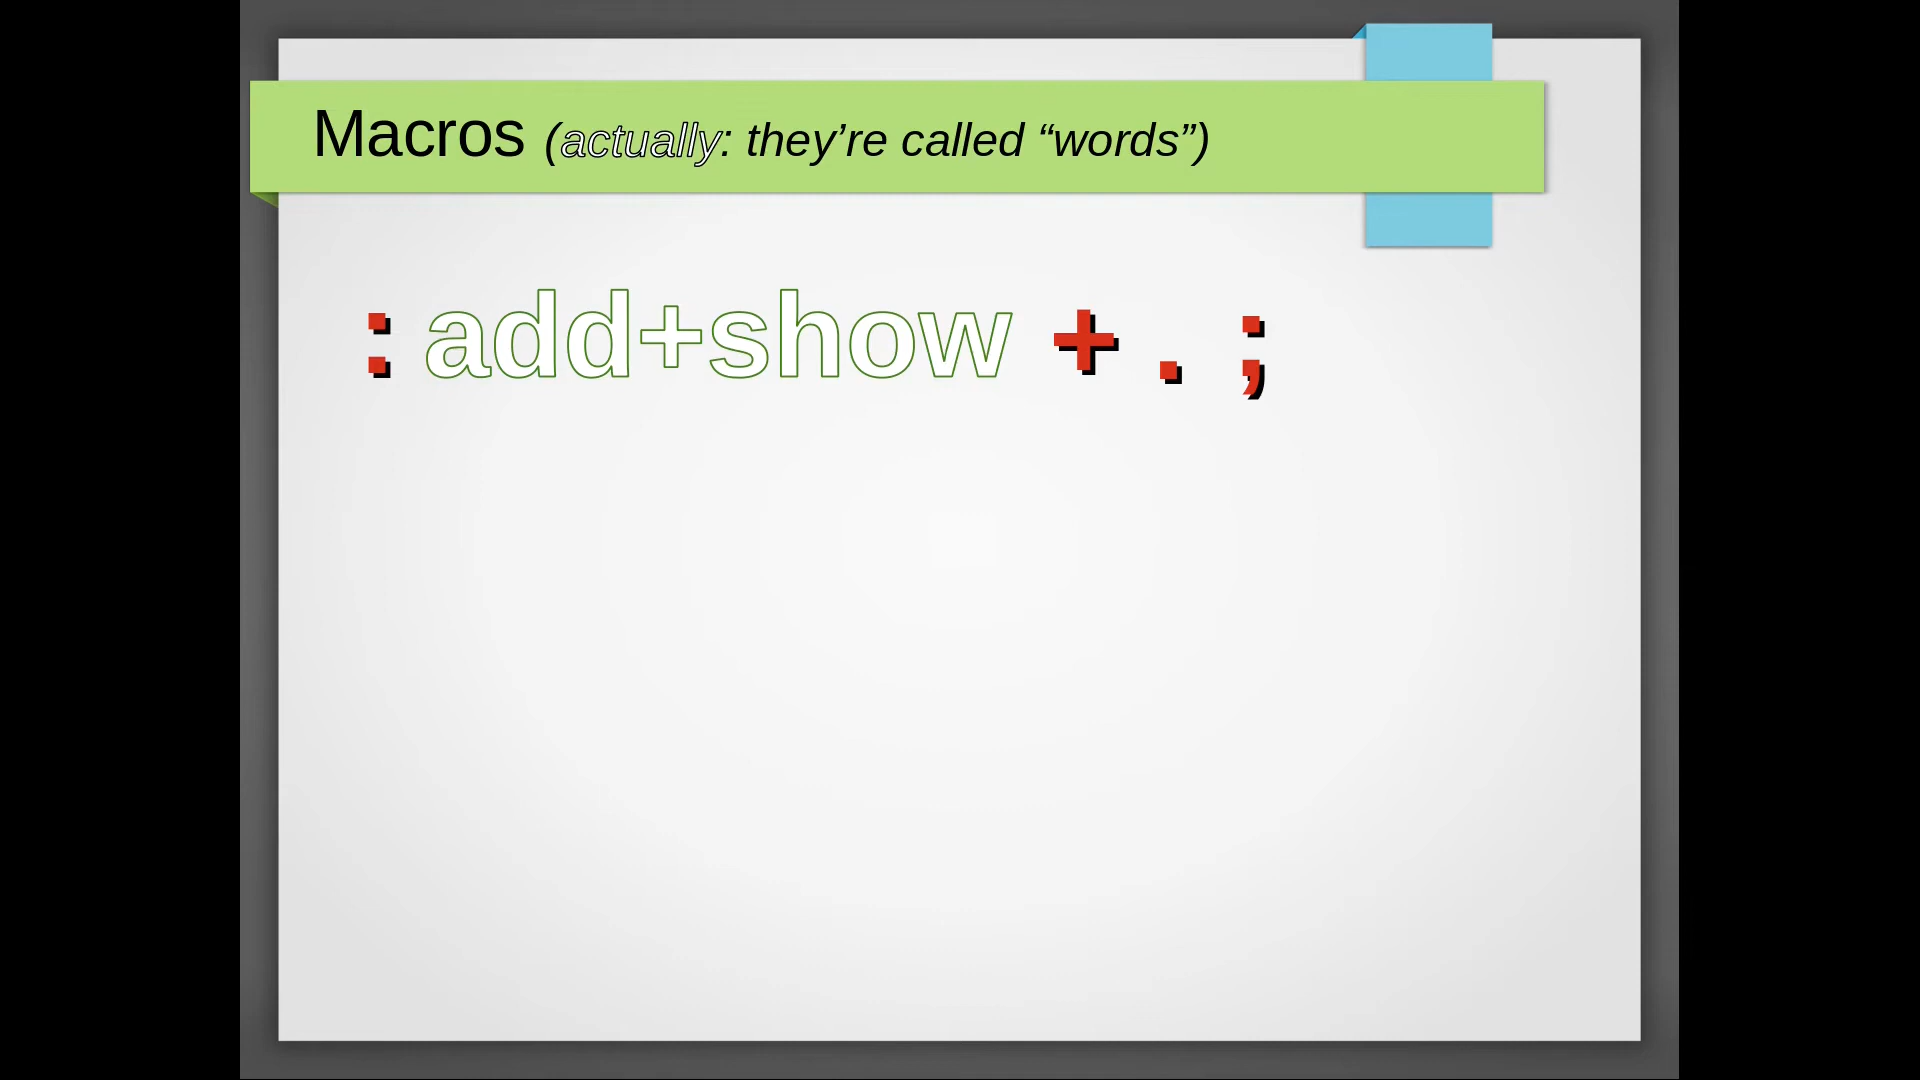 Macros (actually: they’re called “words”)
: add+show + . ;